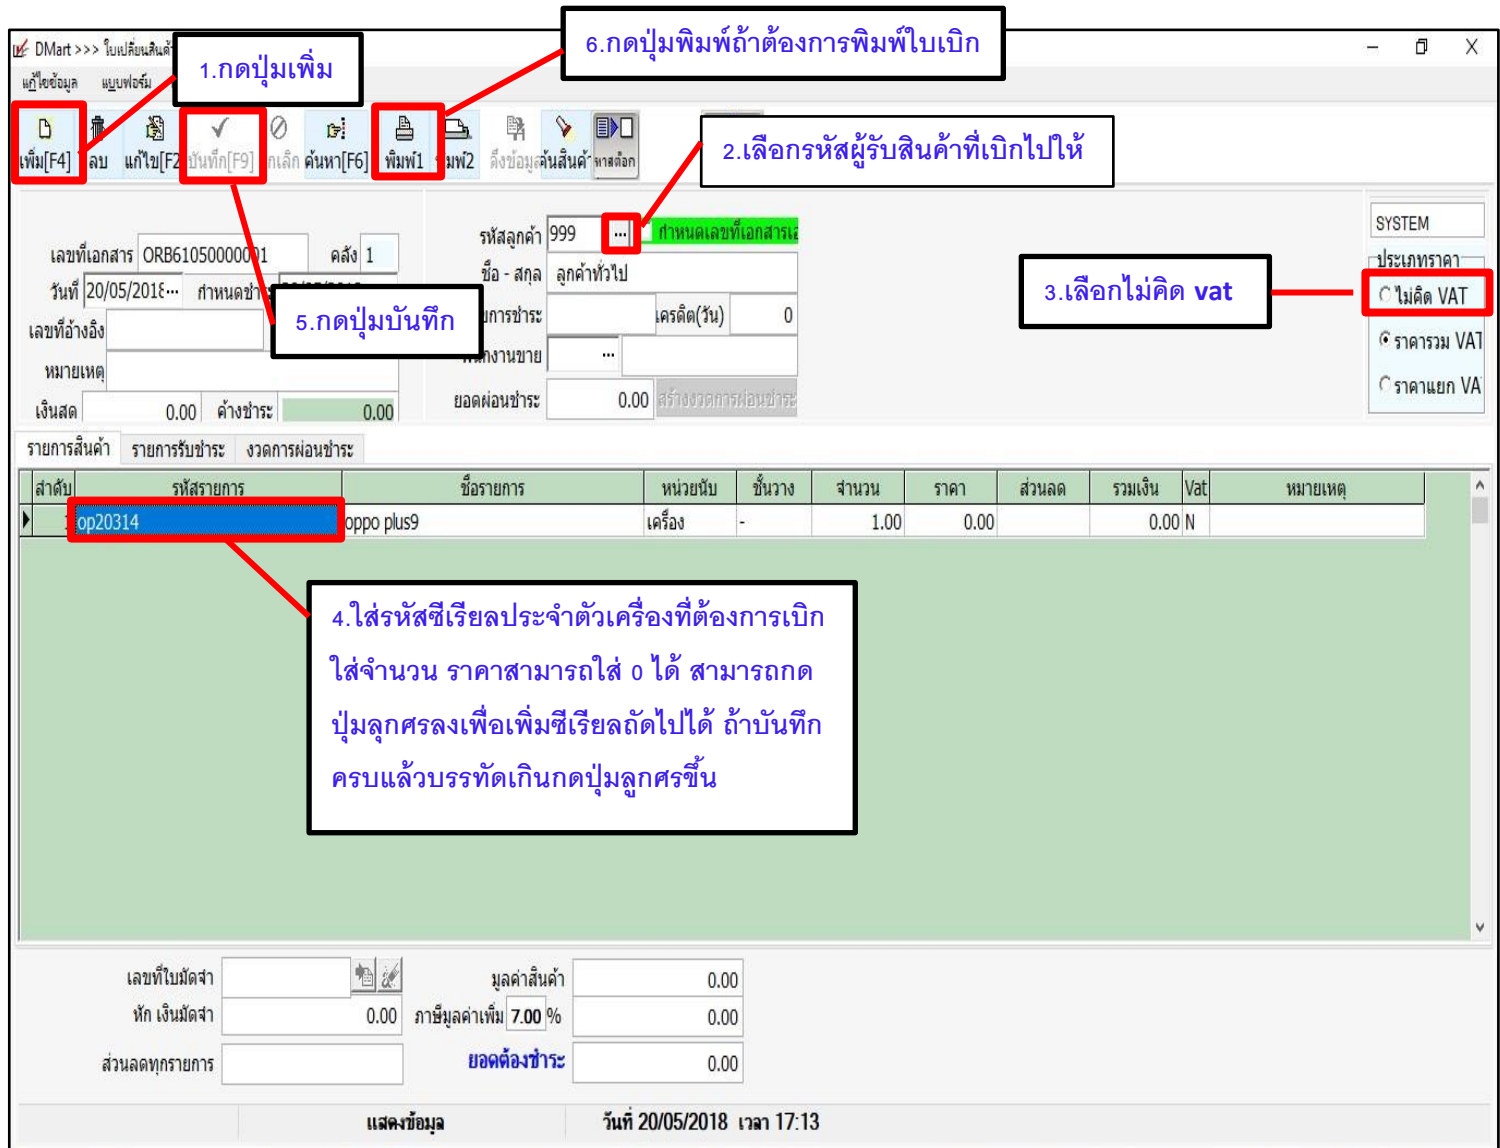 DMart >>> ใบเปลี่ยนสินค้า
6.กดปุ่มพิมพ์ถ้าต้องการพิมพ์ใบเบิก
1.กดปุ่มเพิ่ม
แก้ไขข้อมูล แบบฟอร์ม
เพิ่ม[F4] ลบ แก้ไข[F2 บันทึก[F9] กเลิก ค้นหา[F6] พิมพ์1 พิมพ์2 ดึงข้อมูล ค้นสินค้า
2.เลือกรหัสผู้รับสินค้าที่เบิกไปให้
รหัสลูกค้า 999 ... กำหนดเลขที่เอกสารเอ
SYSTEM
เลขที่เอกสาร ORB61050000001 คลัง 1
ประเภทราคา
ชื่อ - สกุล ลูกค้าทั่วไป
3.เลือกไม่คิด vat
ไม่คิด VAT
วันที่ 20/05/2018 ... กำหนดชำระ
5.กดปุ่มบันทึก
การชำระ เครดิต(วัน) 0
เลขที่อ้างอิง
ราคารวม VAT
พนักงานขาย ...
หมายเหตุ
ราคาแยก VA
ยอดผ่อนชำระ 0.00 สร้างงวดการผ่อนชำระ
เงินสด 0.00 ค้างชำระ 0.00
รายการสินค้า รายการรับชำระ งวดการผ่อนชำระ
ลำดับ รหัสรายการ ชื่อรายการ หน่วยนับ ชั้นวาง จำนวน ราคา ส่วนลด รวมเงิน Vat หมายเหตุ
1 op20314 oppo plus9 เครื่อง - 1.00 0.00 0.00 N
4.ใส่รหัสซีเรียลประจำตัวเครื่องที่ต้องการเบิก
ใส่จำนวน ราคาสามารถใส่ 0 ได้ สามารถกด
ปุ่มลูกศรลงเพื่อเพิ่มซีเรียลถัดไปได้ ถ้าบันทึก
ครบแล้วบรรทัดเกินกดปุ่มลูกศรขึ้น
เลขที่ใบมัดจำ มูลค่าสินค้า 0.00
หัก เงินมัดจำ 0.00 ภาษีมูลค่าเพิ่ม 7.00 % 0.00
ส่วนลดทุกรายการ ยอดต้องชำระ 0.00
แสดงข้อมูล วันที่ 20/05/2018 เวลา 17:13